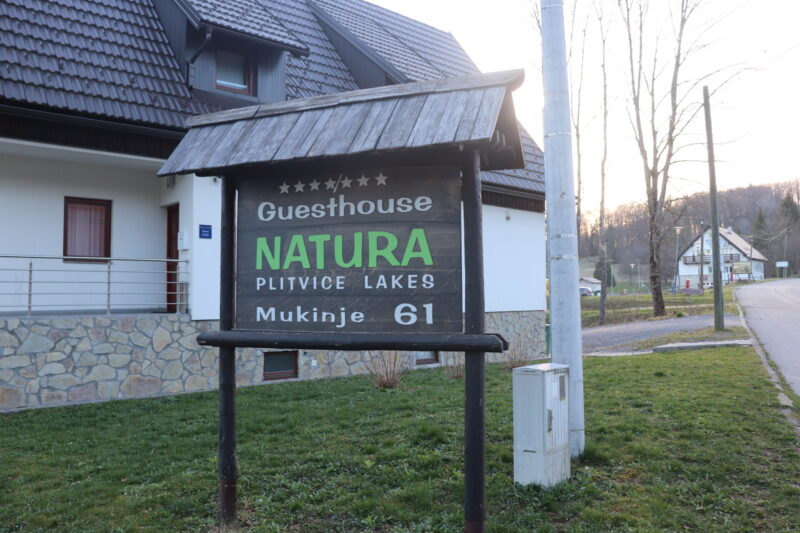 Guesthouse
NATURA
PLITVICE LAKES
Mukinje 61